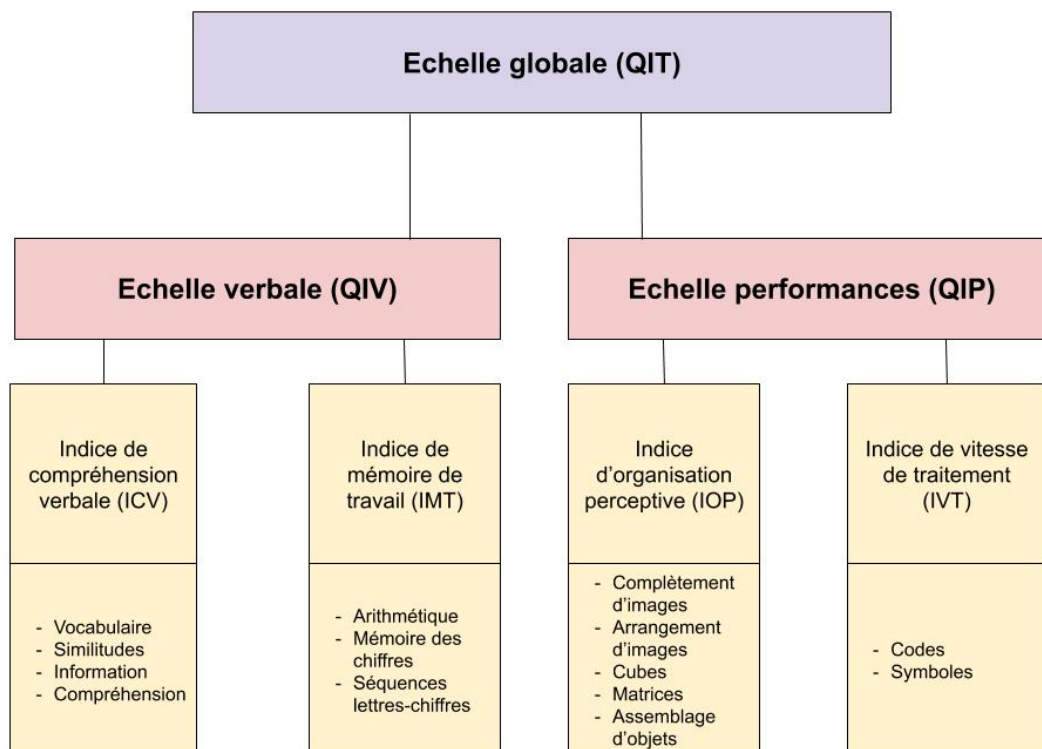 Echelle globale (QIT)
Echelle verbale (QIV)
Echelle performances (QIP)
Indice de
compréhension
verbale (ICV)
Indice de
mémoire de
travail (IMT)
Indice
d'organisation
perceptive (IOP)
Indice de vitesse
de traitement
(IVT)
- Vocabulaire
- Similitudes
- Information
- Compréhension
- Arithmétique
- Mémoire des
chiffres
- Séquences
lettres-chiffres
- Complètement
d'images
- Arrangement
d'images
- Cubes
- Matrices
- Assemblage
d'objets
- Codes
- Symboles